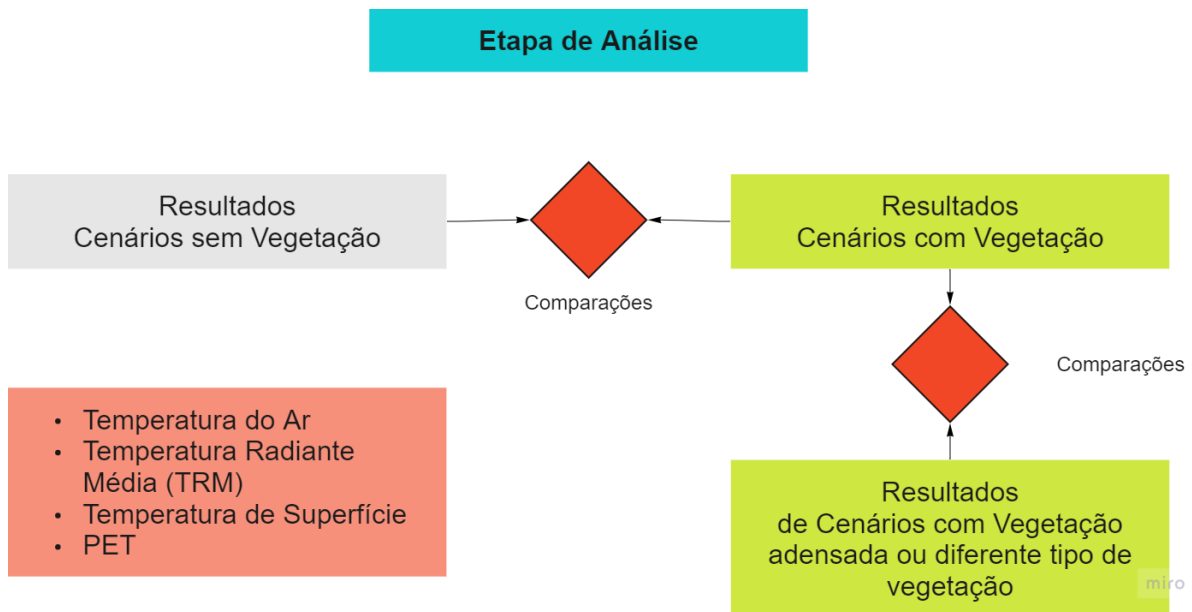 Etapa de Análise
Resultados
Cenários sem Vegetação
Comparações
Resultados
Cenários com Vegetação
Comparações
• Temperatura do Ar
• Temperatura Radiante
Média (TRM)
• Temperatura de Superfície
• PET
Resultados
de Cenários com Vegetação
adensada ou diferente tipo de
vegetação
miro